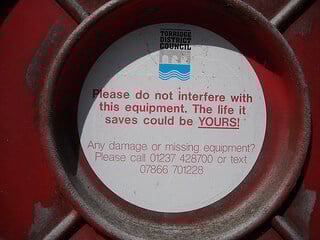 TORRIDGE
DISTRICT
COUNCIL
Please do not interfere with
this equipment. The life it
saves could be YOURS!
Any damage or missing equipment?
Please call 01237 428700 or text
07866 701228